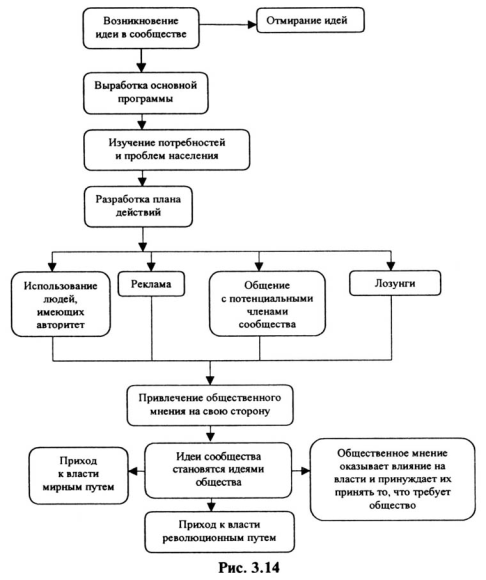 Возникновение
идеи в сообществе
Отмирание идей
Выработка основной
программы
Изучение потребностей
и проблем населения
Разработка плана
действий
Использование
людей,
имеющих
авторитет
Реклама
Общение
с потенциальными
членами
сообщества
Лозунги
Привлечение общественного
мнения на свою сторону
Приход
к власти
мирным путем
Идеи сообщества
становятся идеями
общества
Общественное мнение
оказывает влияние на
власти и принуждает их
принять то, что требует
общество
Приход к власти
революционным путем
Рис. 3.14